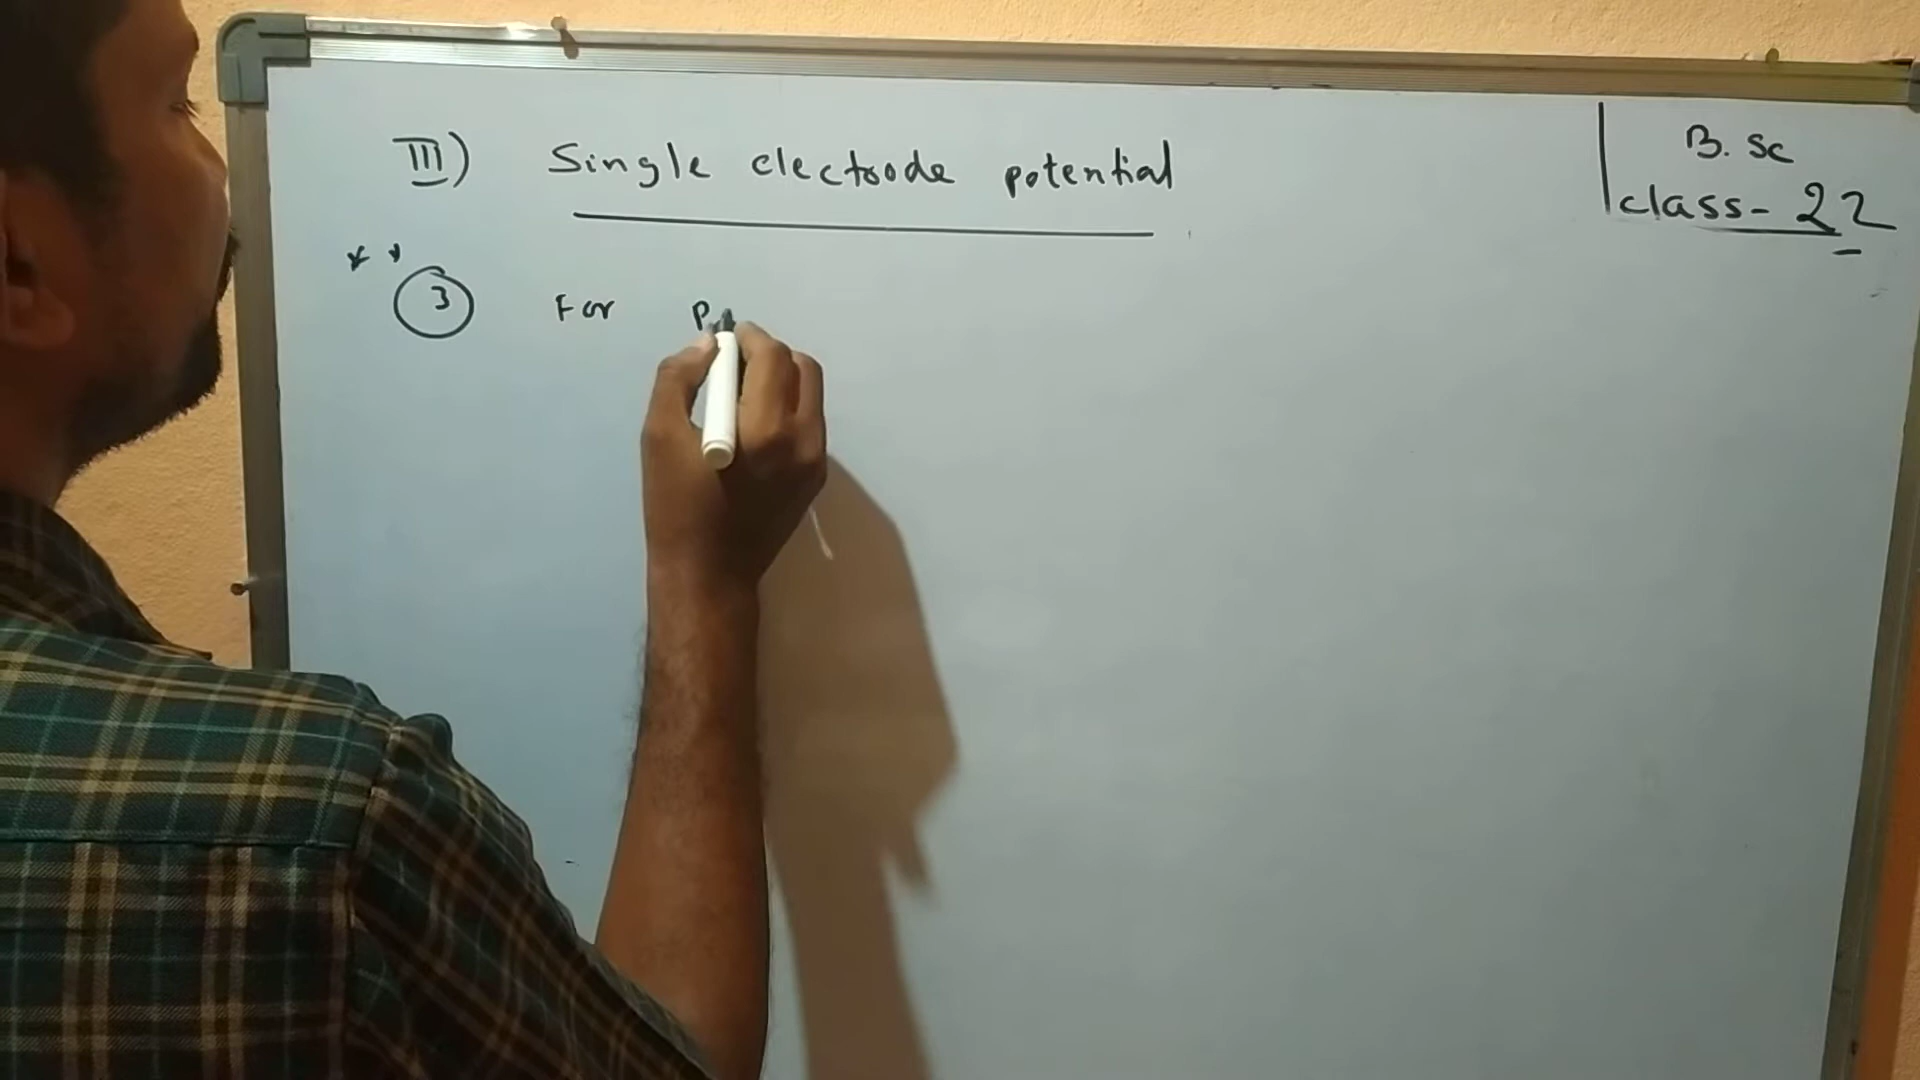 III) Single electrode potential
B. Sc
class- 22
* *
3 For